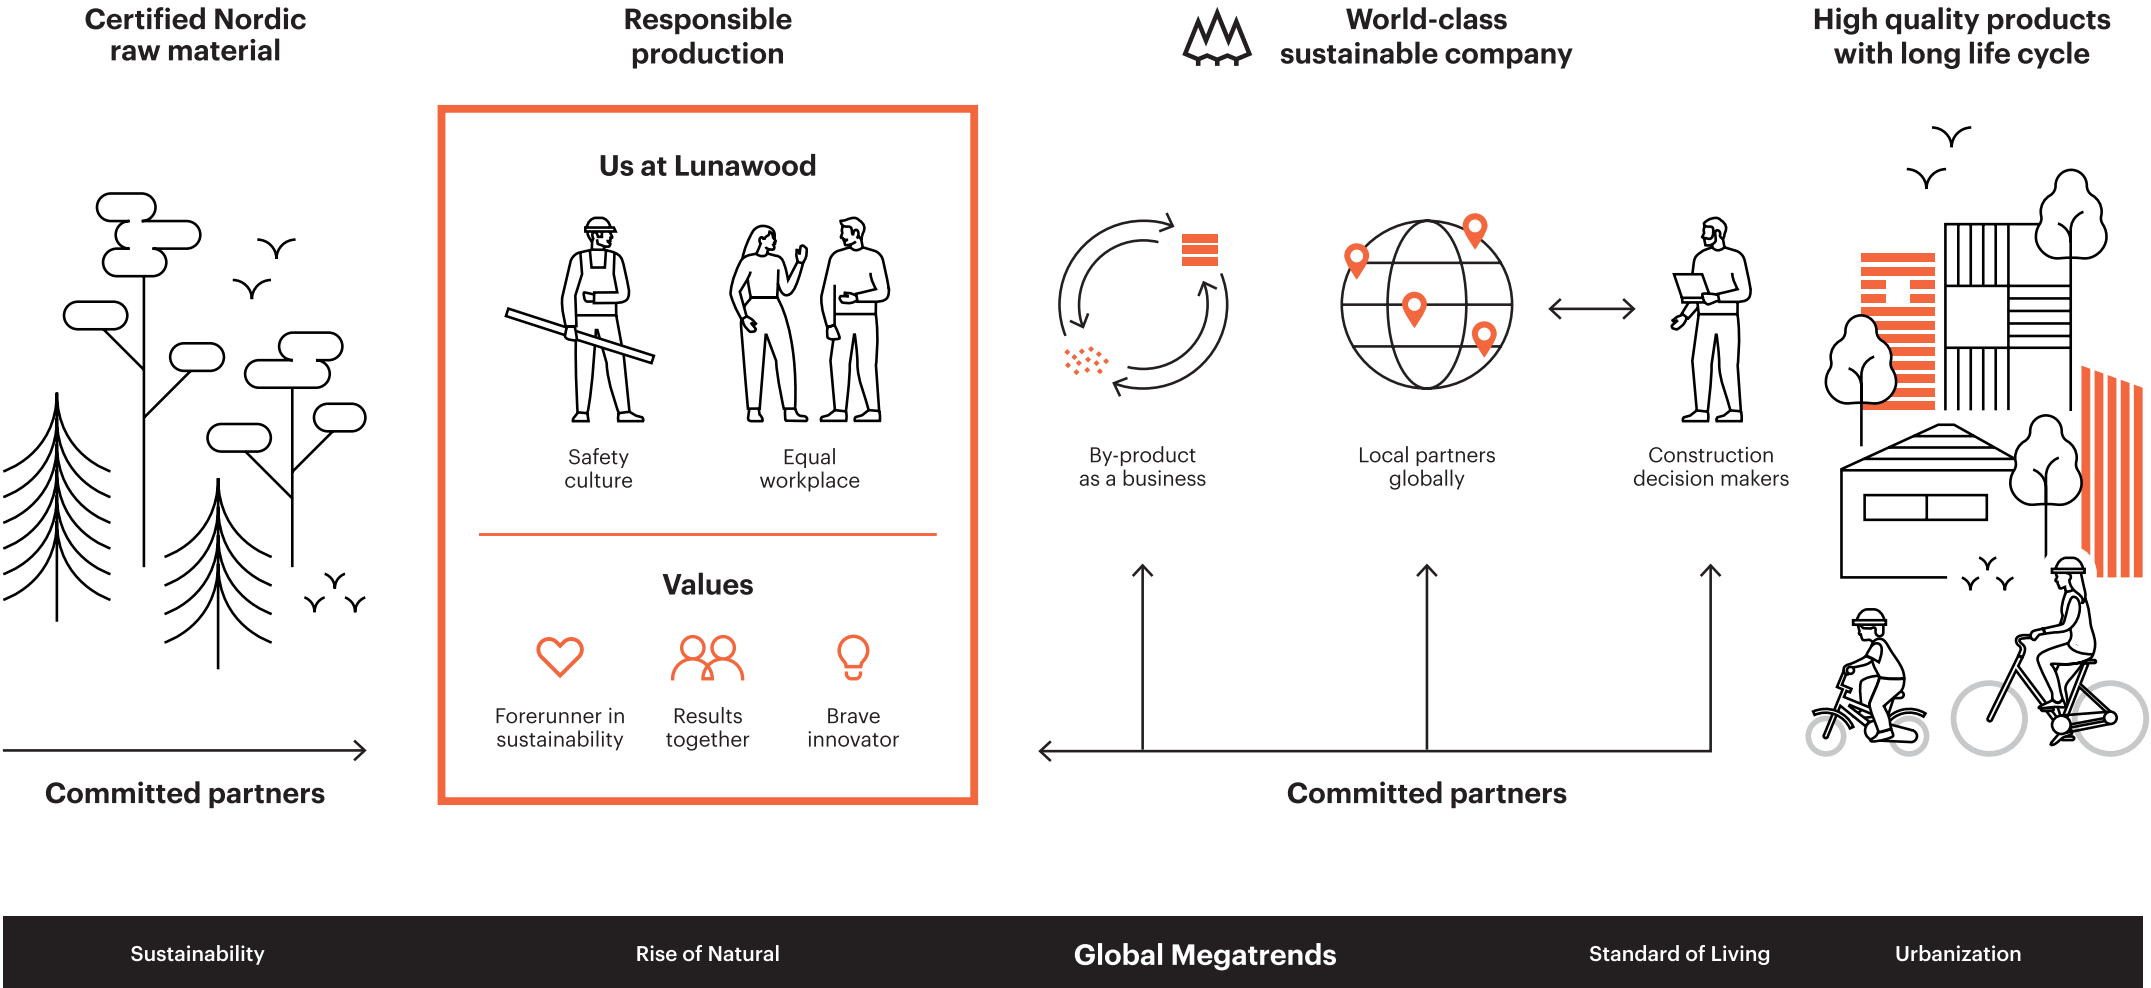 Certified Nordic
raw material
Responsible
production
World-class
sustainable company
High quality products
with long life cycle
Us at Lunawood
Safety
culture
Equal
workplace
Values
Forerunner in
sustainability
Results
together
Brave
innovator
By-product
as a business
Local partners
globally
Construction
decision makers
Committed partners
Committed partners
Sustainability
Rise of Natural
Global Megatrends
Standard of Living
Urbanization